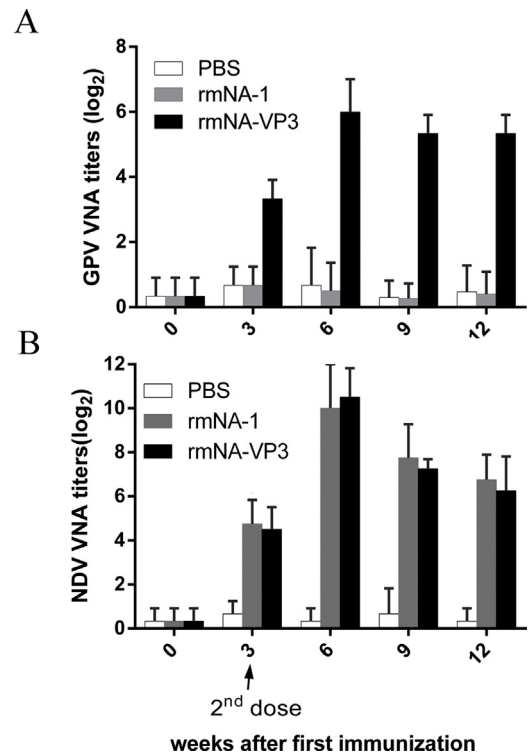 A
GPV VNA titers (log₂)
8
6
4
2
0
PBS
rmNA-1
rmNA-VP3
0 3 6 9 12
B
NDV VNA titers(log₂)
12
10
8
6
4
2
0
PBS
rmNA-1
rmNA-VP3
0 3 6 9 12
2ⁿᵈ dose
weeks after first immunization